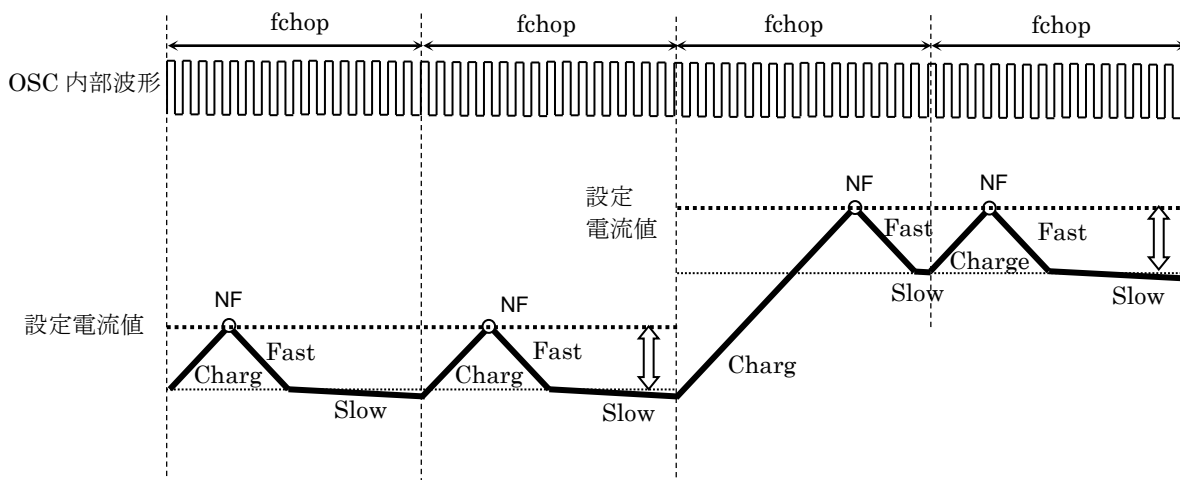 fchop fchop fchop fchop
OSC 内部波形
設定
電流値
NF NF
Fast Fast
Charge
Slow Slow
設定電流値
NF NF
Fast Fast
Charg Charg Charg
Slow Slow